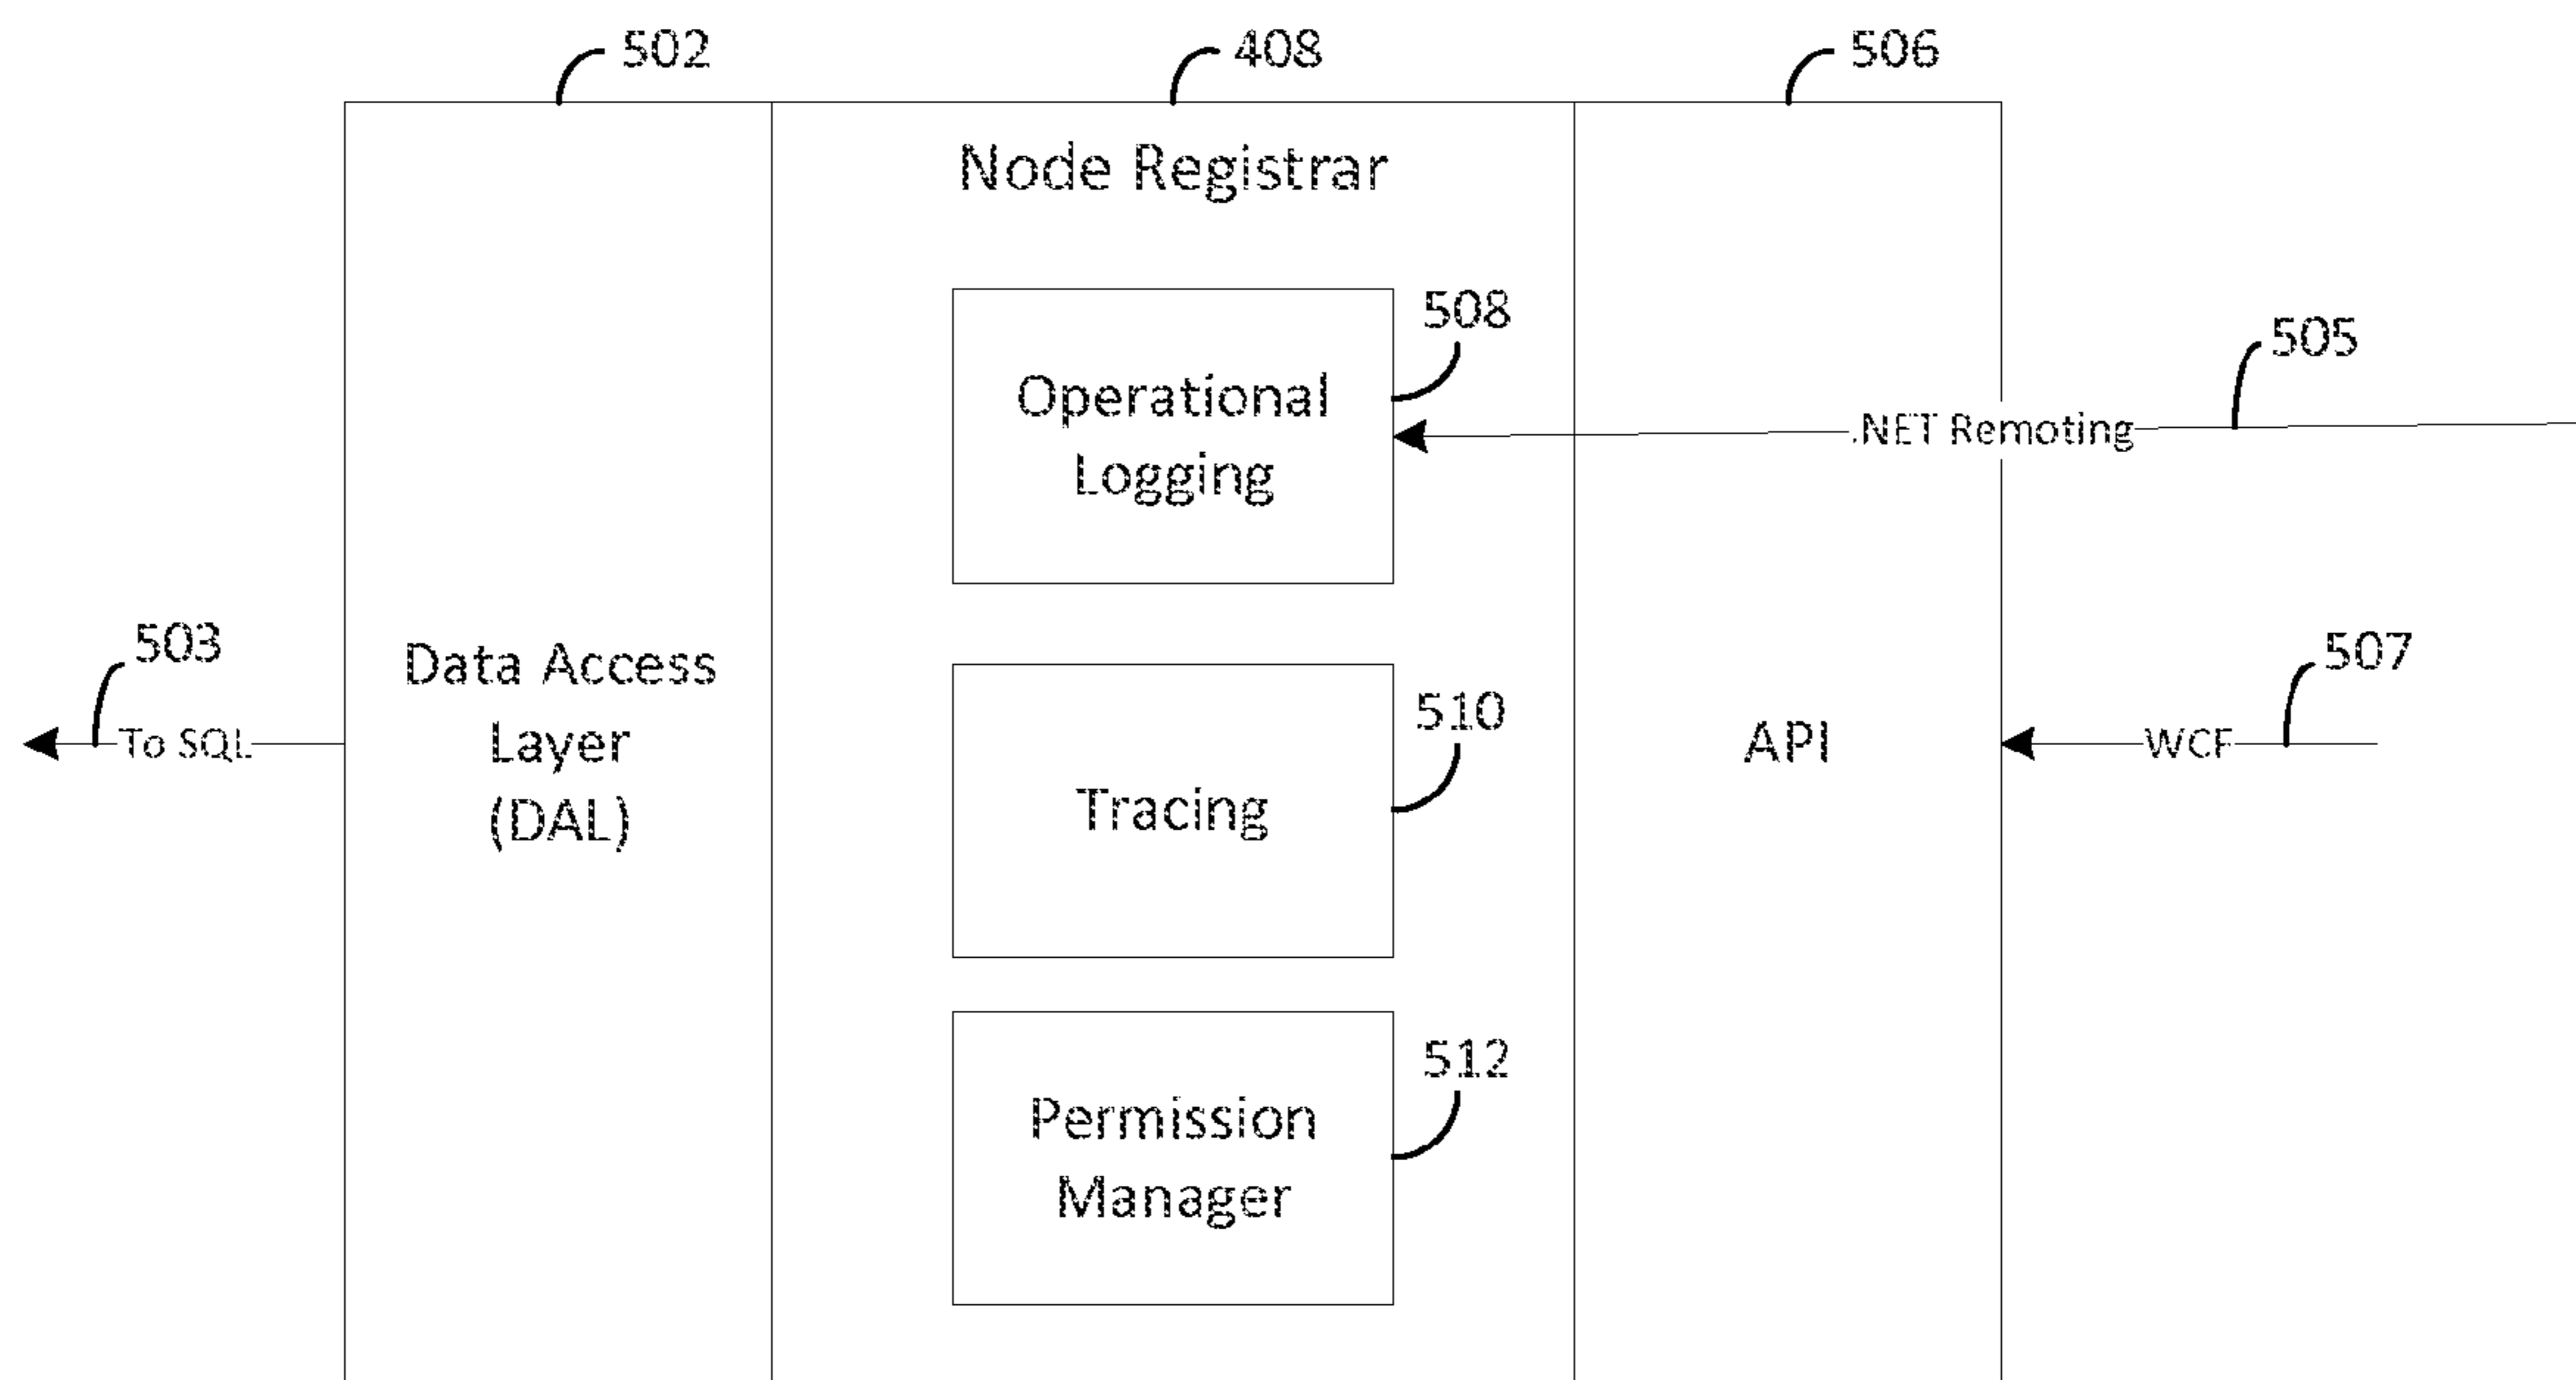 502
408
506
Node Registrar
508
Operational
Logging
505
.NET Remoting
503
To SQL
Data Access
Layer
(DAL)
510
Tracing
API
507
WCF
512
Permission
Manager